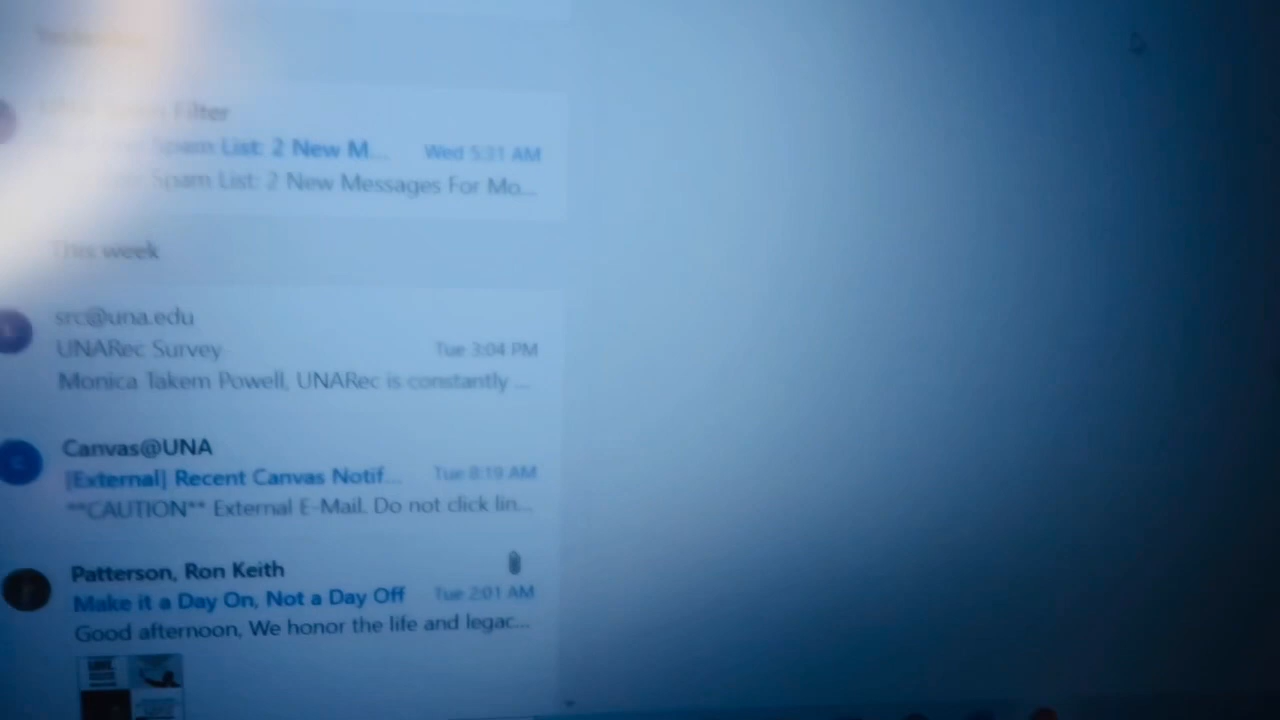 Filter
Spam List: 2 New M...
Wed 5:31 AM
Spam List: 2 New Messages For Mo...
This week
src@una.edu
UNARec Survey
Tue 3:04 PM
Monica Takem Powell, UNARec is constantly ...
Canvas@UNA
[External] Recent Canvas Notif...
Tue 8:19 AM
**CAUTION** External E-Mail. Do not click lin...
Patterson, Ron Keith
Make it a Day On, Not a Day Off
Tue 2:01 AM
Good afternoon, We honor the life and legac...